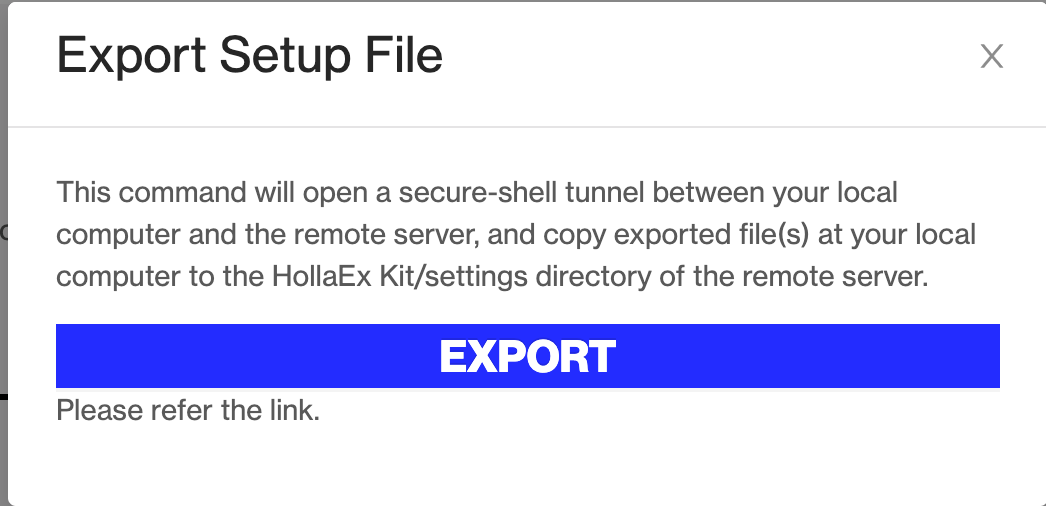 Export Setup File
X
This command will open a secure-shell tunnel between your local
computer and the remote server, and copy exported file(s) at your local
computer to the HollaEx Kit/settings directory of the remote server.
EXPORT
Please refer the link.